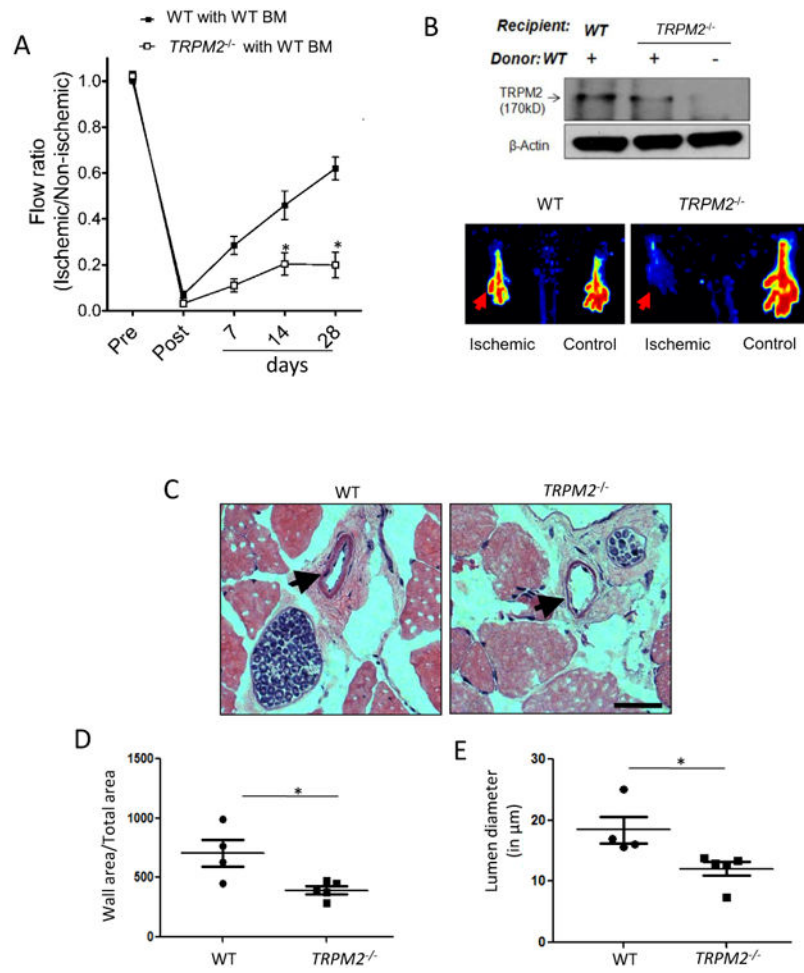 A
WT with WT BM
TRPM2-/- with WT BM
Flow ratio
(Ischemic/Non-ischemic)
1.0
0.8
0.6
0.4
0.2
0.0
Pre
Post
7
14
28
days
*
*
B
Recipient: WT TRPM2-/-
Donor: WT + + -
TRPM2
(170kD)
β-Actin
WT TRPM2-/-
Ischemic Control Ischemic Control
C
WT TRPM2-/-
D
Wall area/Total area
1500
1000
500
0
*
WT TRPM2-/-
E
Lumen diameter
(in μm)
30
20
10
0
*
WT TRPM2-/-